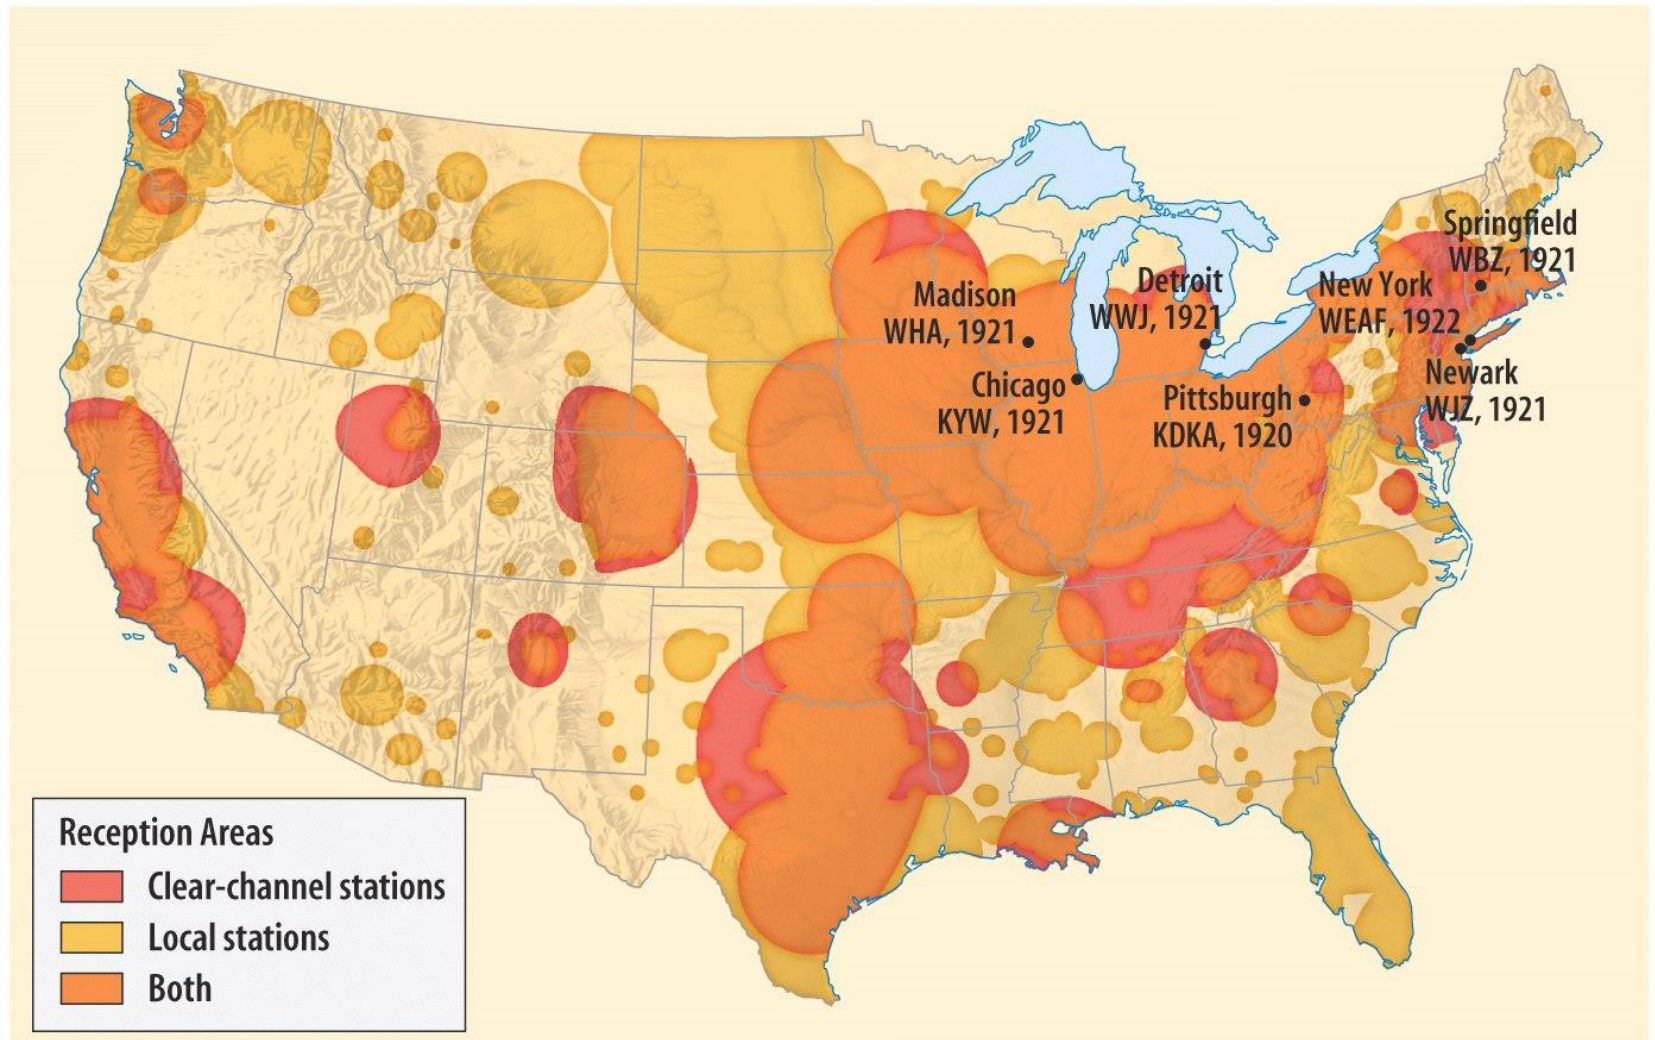 Springfield
WBZ, 1921
New York
WEAF, 1922
Newark
WJZ, 1921
Detroit
WWJ, 1921
Madison
WHA, 1921
Chicago
KYW, 1921
Pittsburgh
KDKA, 1920
Reception Areas
Clear-channel stations
Local stations
Both